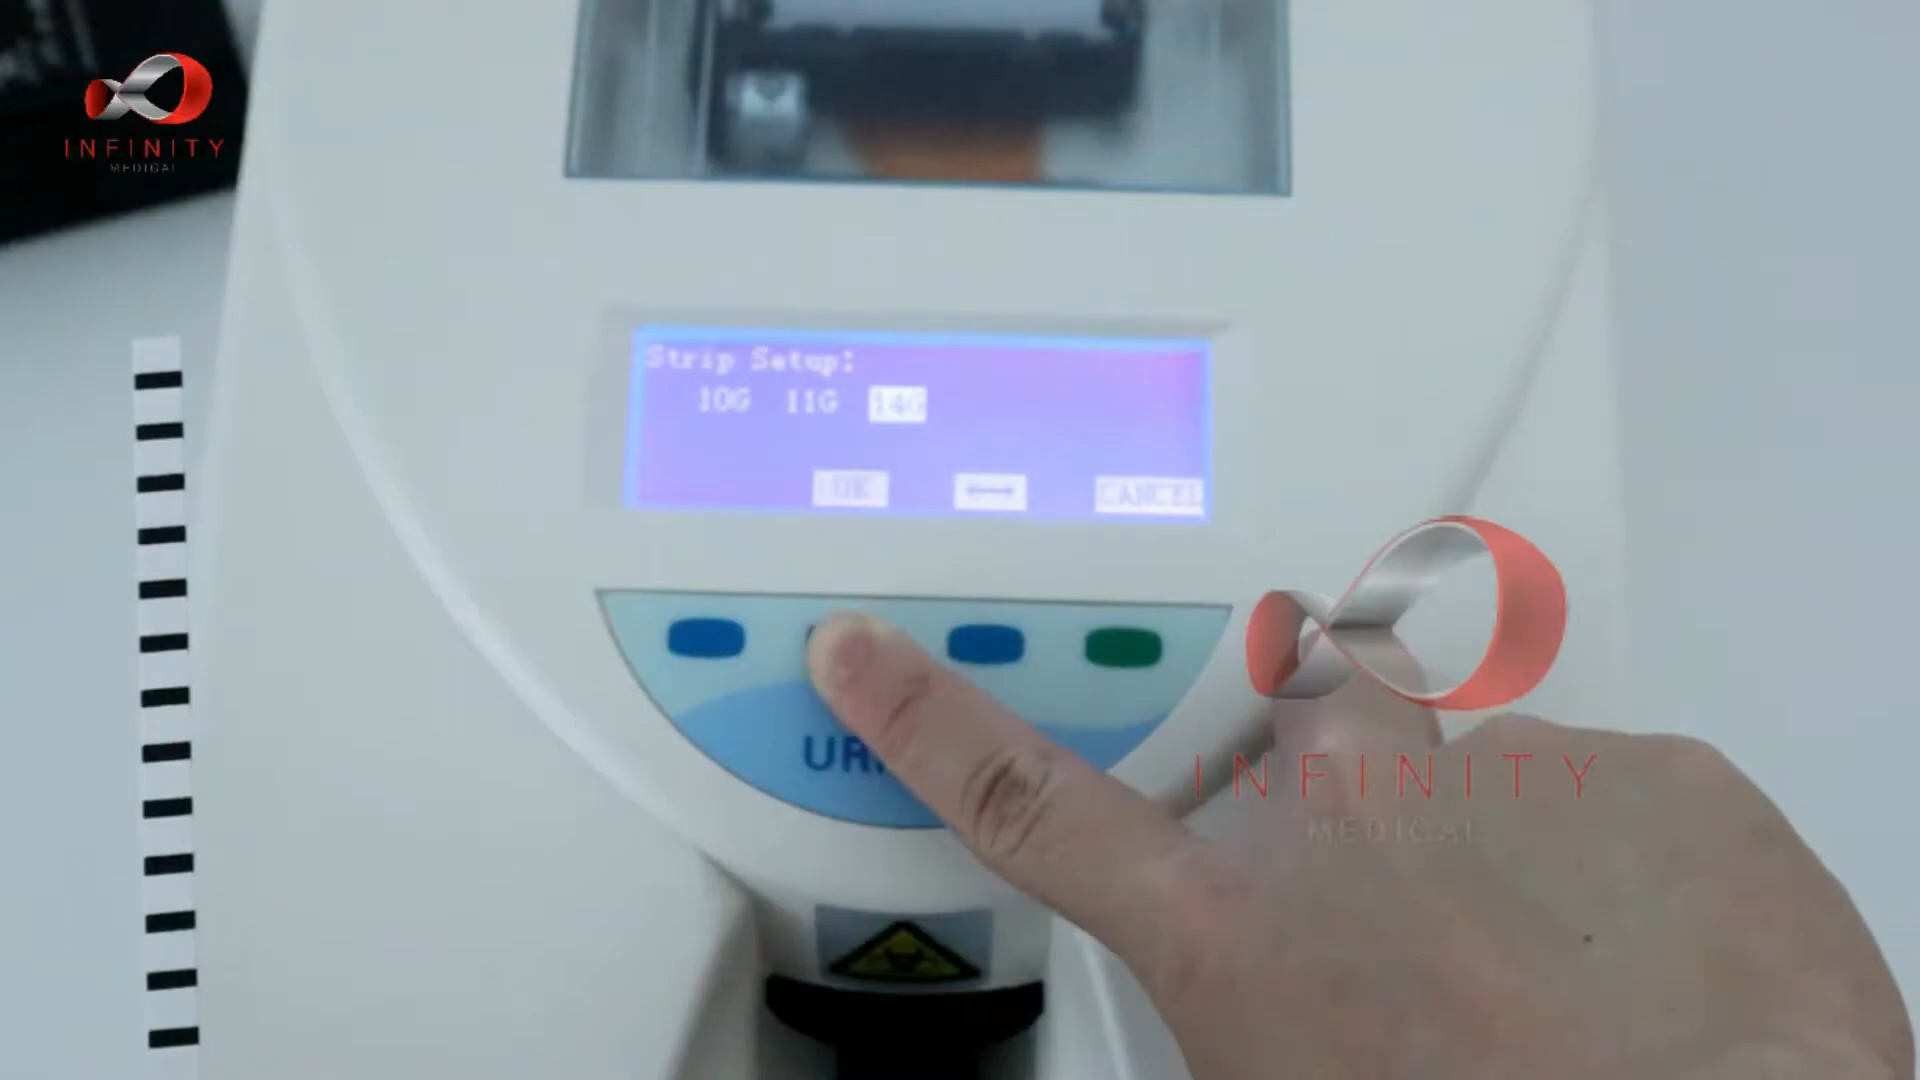 INFINITY
MEDICAL
Strip Setup:
10G 11G 14G
OK ←→ CANCEL
INFINITY
MEDICAL